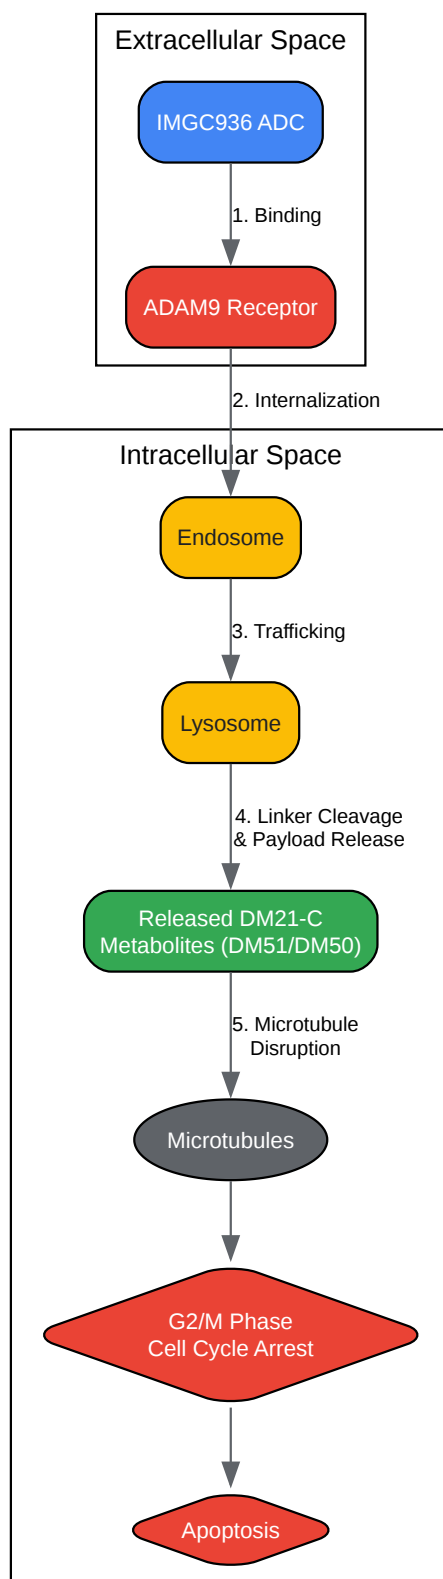 Extracellular Space
IMGC936 ADC
1. Binding
ADAM9 Receptor
2. Internalization
Intracellular Space
Endosome
3. Trafficking
Lysosome
4. Linker Cleavage
& Payload Release
Released DM21-C
Metabolites (DM51/DM50)
5. Microtubule
Disruption
Microtubules
G2/M Phase
Cell Cycle Arrest
Apoptosis